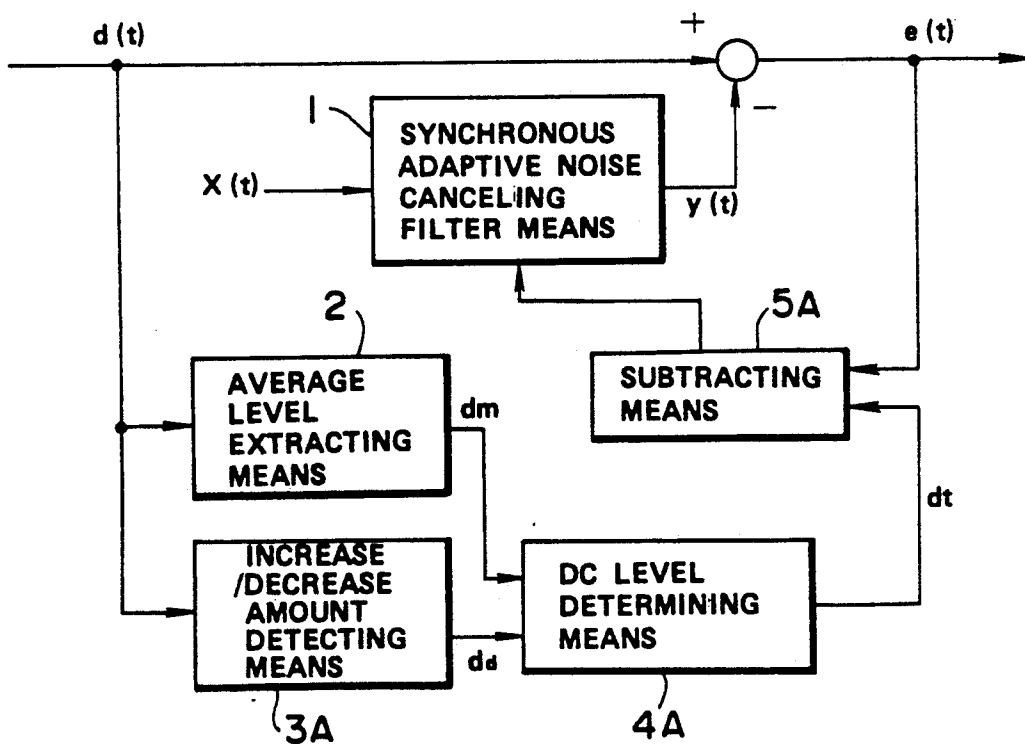 d (t)
+
e (t)
−
1
SYNCHRONOUS
ADAPTIVE NOISE
CANCELING
FILTER MEANS
X (t)
y (t)
2
AVERAGE
LEVEL
EXTRACTING
MEANS
dm
5A
SUBTRACTING
MEANS
dt
INCREASE
/DECREASE
AMOUNT
DETECTING
MEANS
dd
DC LEVEL
DETERMINING
MEANS
3A
4A